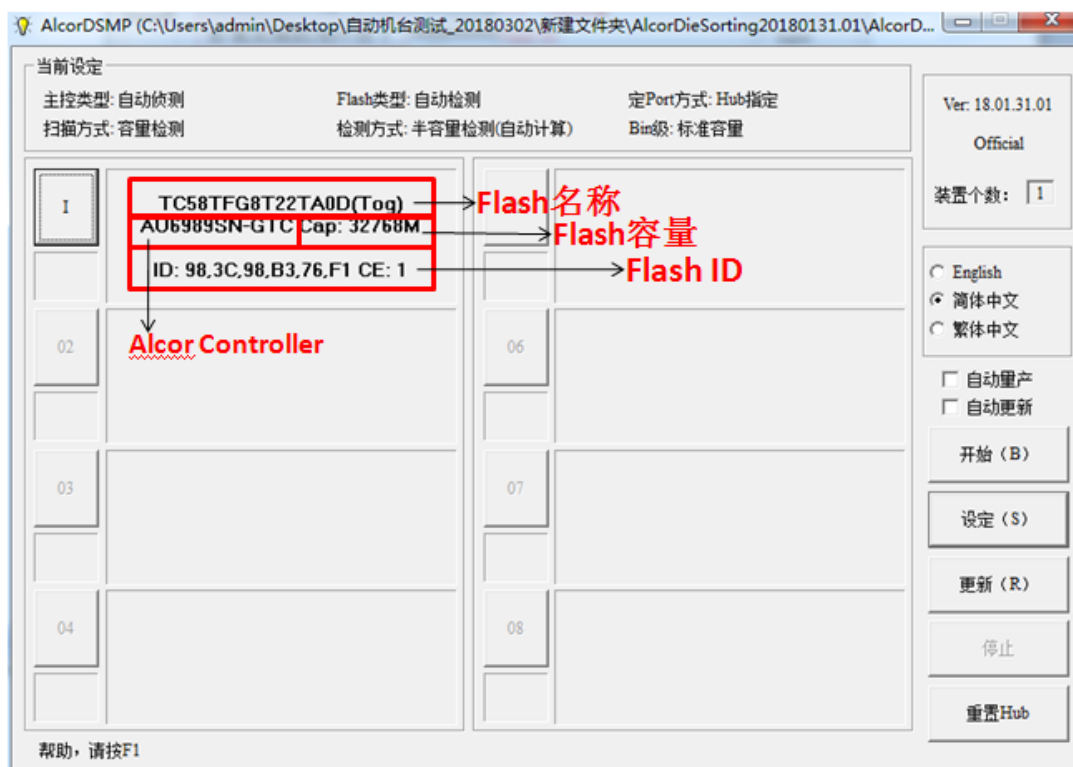 AlcorDSMP (C:\Users\admin\Desktop\自动机台测试_20180302\新建文件夹\AlcorDieSorting20180131.01\AlcorD...
当前设定
主控类型: 自动侦测
Flash类型: 自动检测
定Port方式: Hub指定
扫描方式: 容量检测
检测方式: 半容量检测(自动计算)
Bin级: 标准容量
Ver: 18.01.31.01
Official
装置个数: 1
I
TC58TFG8T22TA0D(Tog)
Flash名称
AU6989SN-GTC Cap: 32768M
Flash容量
ID: 98,3C,98,B3,76,F1 CE: 1
Flash ID
Alcor Controller
02
06
03
07
04
08
English
简体中文
繁体中文
自动量产
自动更新
开始（B）
设定（S）
更新（R）
停止
重置Hub
帮助，请按F1